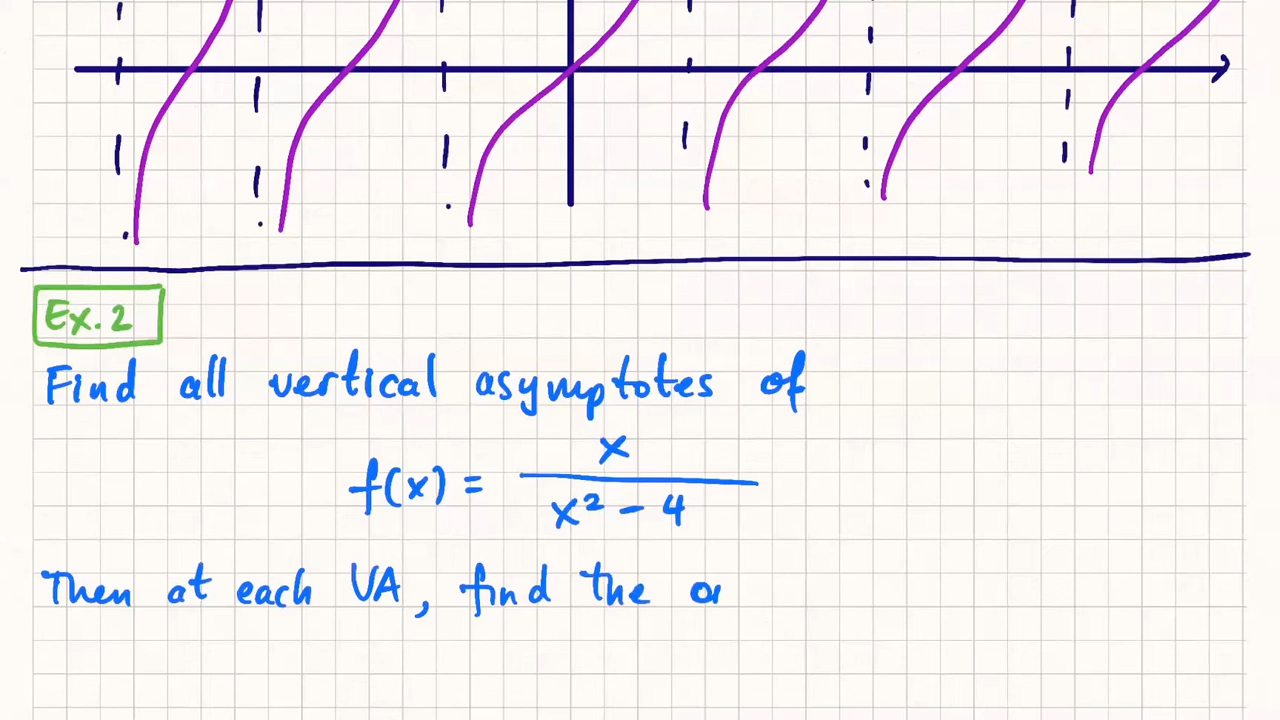 Ex. 2
Find all vertical asymptotes of
f(x) = x / (x² - 4)
Then at each VA, find the